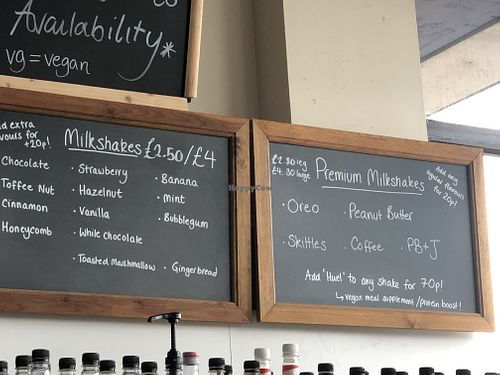 Availability*
vg = vegan
Add extra
flavours for
+20p!
Milkshakes £2.50/£4
Chocolate
Toffee Nut
Cinnamon
Honeycomb
· Strawberry
· Hazelnut
· Vanilla
· White chocolate
· Toasted Marshmallow
· Banana
· mint
· Bubblegum
· Gingerbread
£2.80 reg
£4.30 large
Premium Milkshakes
Add any
regular flavours
for 20p!
· Oreo
· Peanut Butter
· Skittles
· Coffee
· PB+J
Add 'Huel' to any shake for 70p!
↳ vegan meal supplement/protein boost!
HappyCow